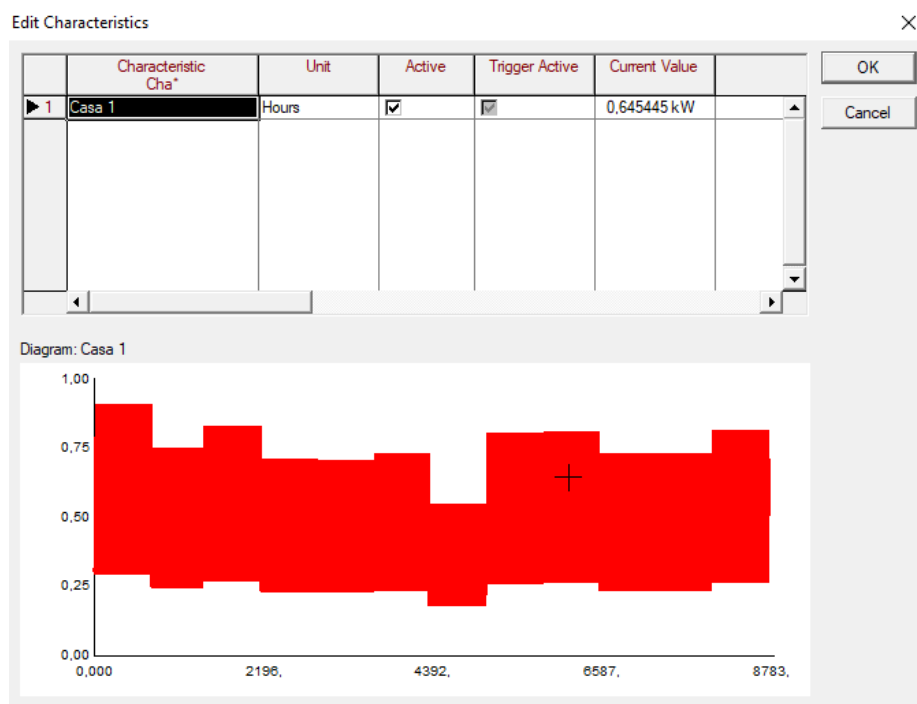 Edit Characteristics
Characteristic Unit Active Trigger Active Current Value OK
Cha*
1 Casa 1 Hours 0,645445 kW
Cancel
Diagram: Casa 1
1,00
0,75
0,50
0,25
0,00
0,000 2196, 4392, 6587, 8783,